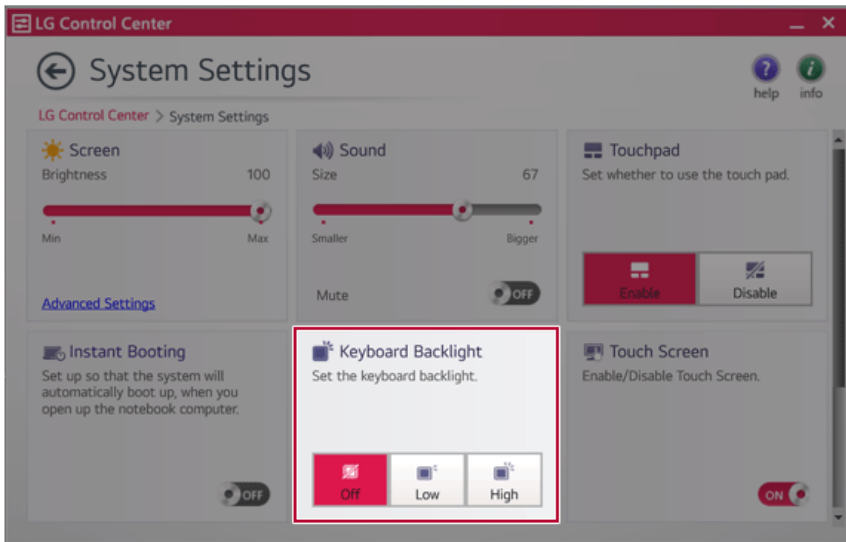 LG Control Center
System Settings
help info
LG Control Center > System Settings
Screen
Brightness 100
Min Max
Advanced Settings
Sound
Size 67
Smaller Bigger
Mute OFF
Touchpad
Set whether to use the touch pad.
Enable Disable
Instant Booting
Set up so that the system will
automatically boot up, when you
open up the notebook computer.
OFF
Keyboard Backlight
Set the keyboard backlight.
Off Low High
Touch Screen
Enable/Disable Touch Screen.
ON